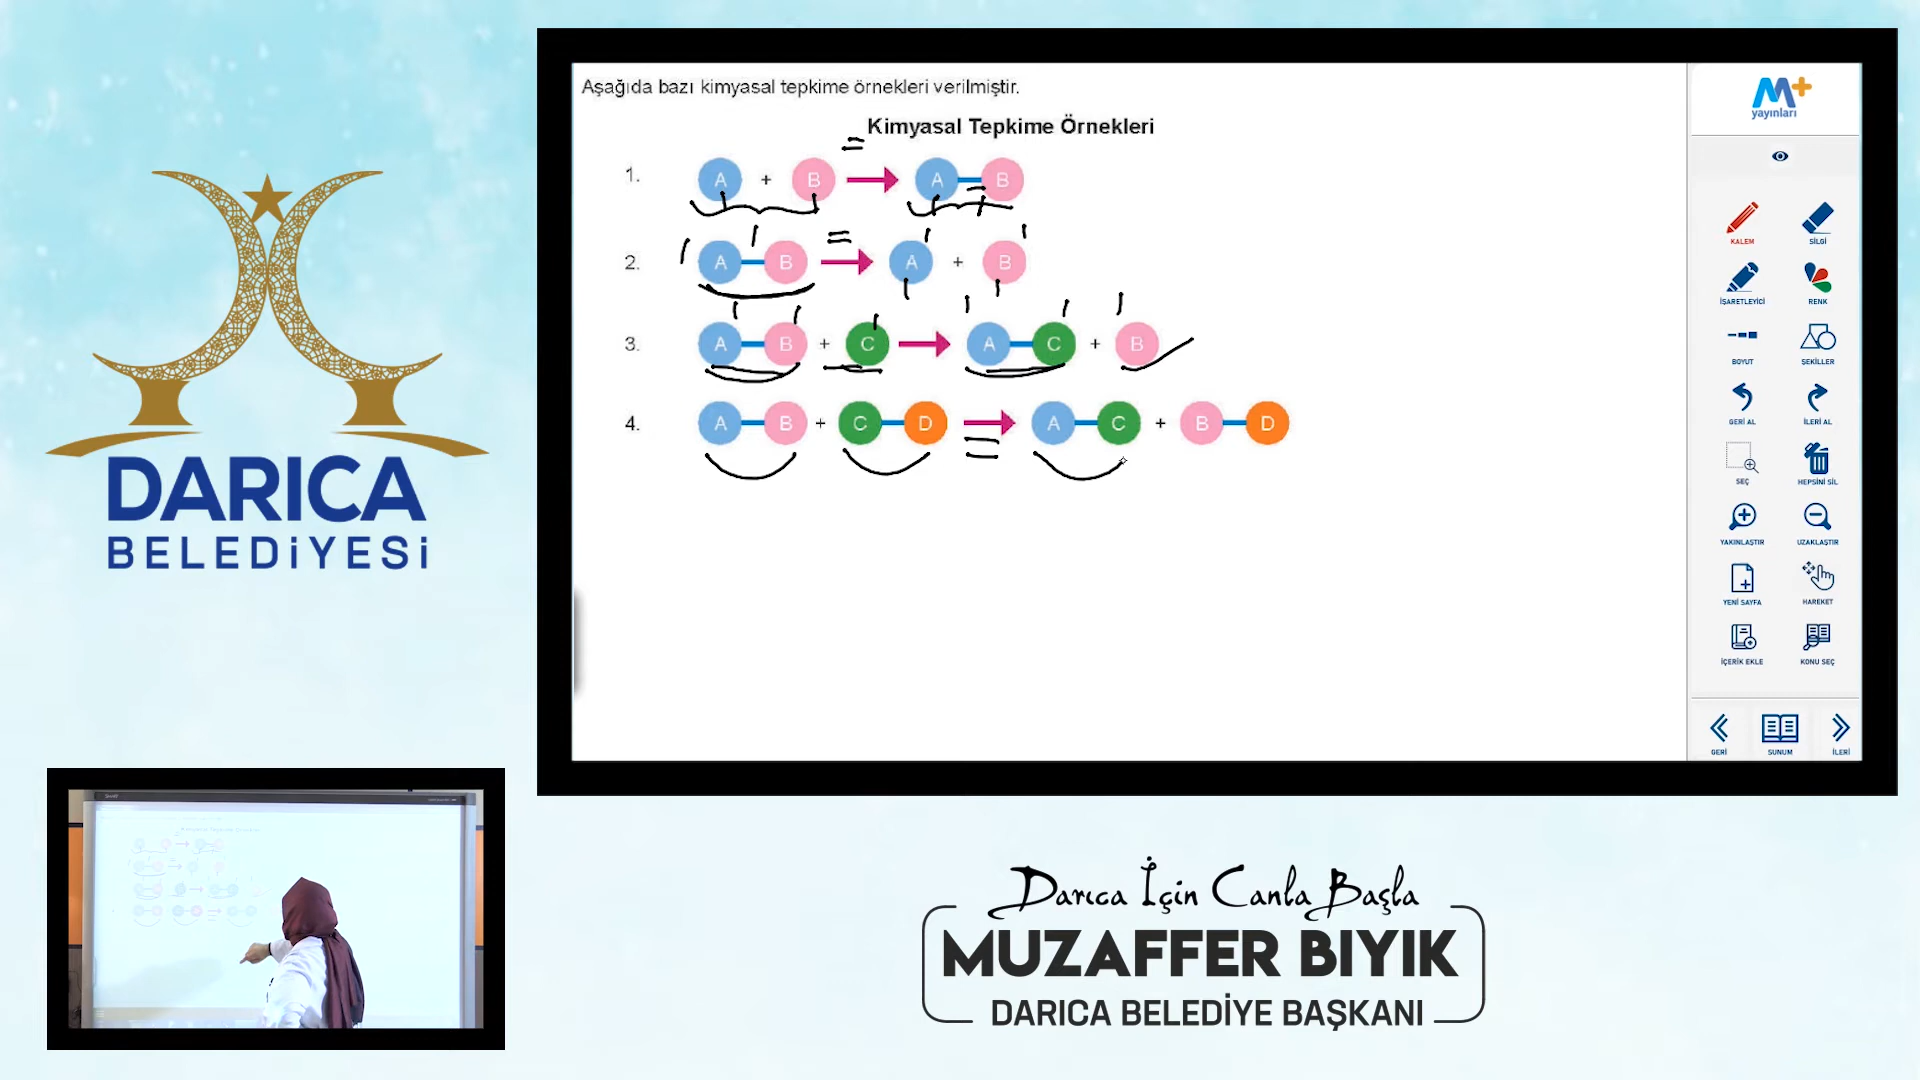 Aşağıda bazı kimyasal tepkime örnekleri verilmiştir.
Kimyasal Tepkime Örnekleri
1. A + B → A B
2. A B → A + B
3. A B + C → A C + B
4. A B + C D → A C + B D
M+
yayınları
KALEM SİLGİ
İŞARETLEYİCİ RENK
BOYUT ŞEKİLLER
GERİ AL İLERİ AL
SEÇ HEPSİNİ SİL
YAKINLAŞTIR UZAKLAŞTIR
YENİ SAYFA HAREKET
İÇERİK EKLE KONU SEÇ
GERİ SUNUM İLERİ
DARICA
BELEDiYESi
Darıca İçin Canla Başla
MUZAFFER BIYIK
DARICA BELEDİYE BAŞKANI